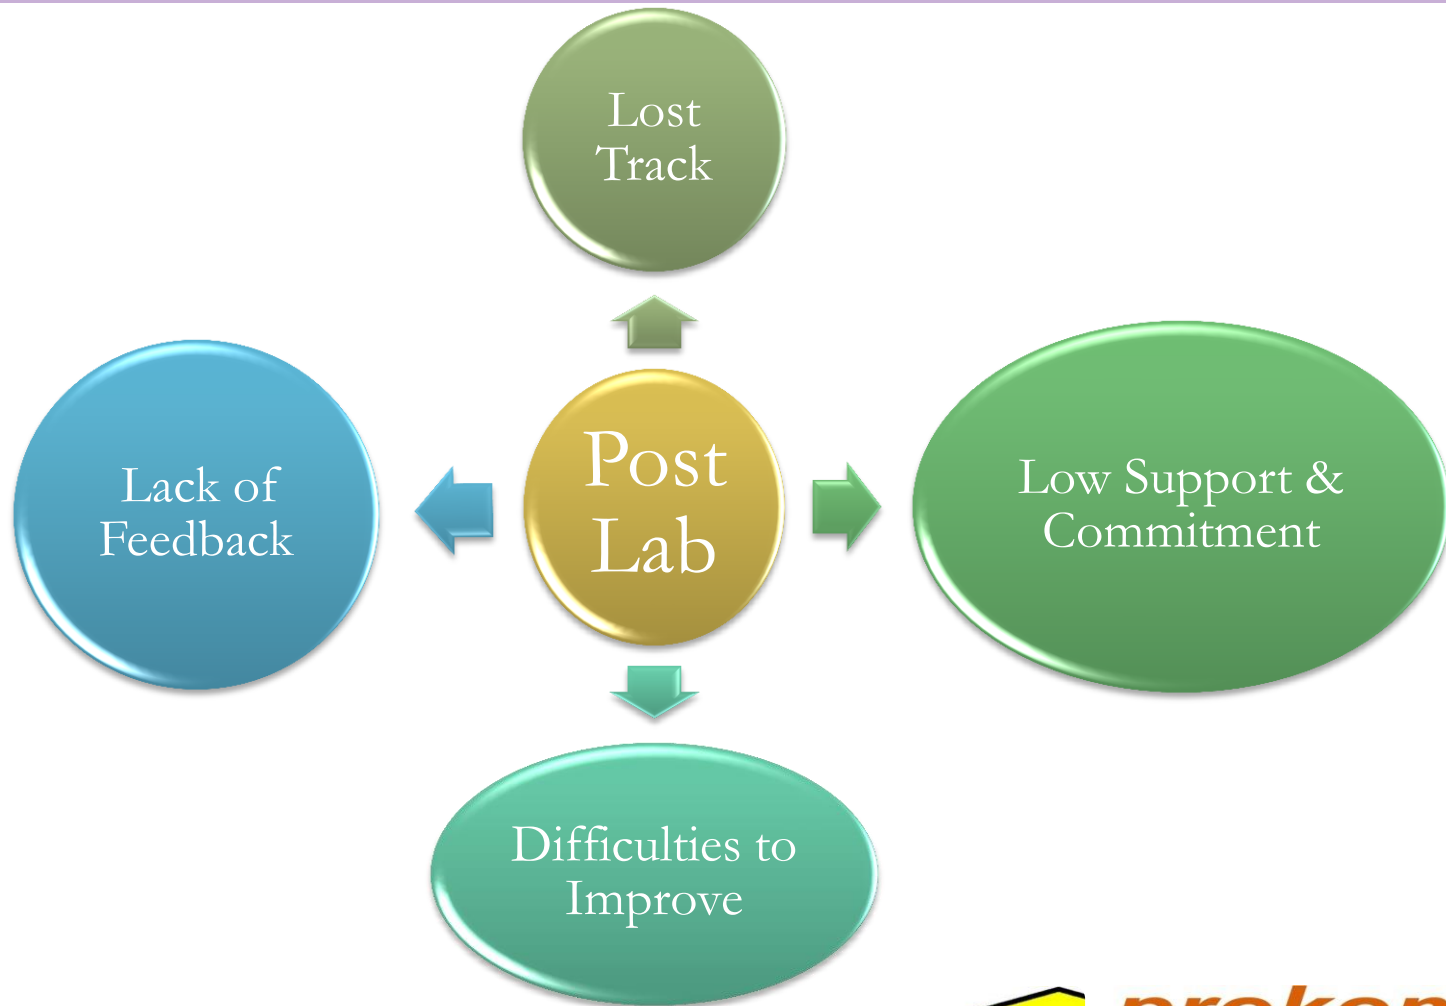 Lost
Track
Lack of
Feedback
Post
Lab
Low Support &
Commitment
Difficulties to
Improve